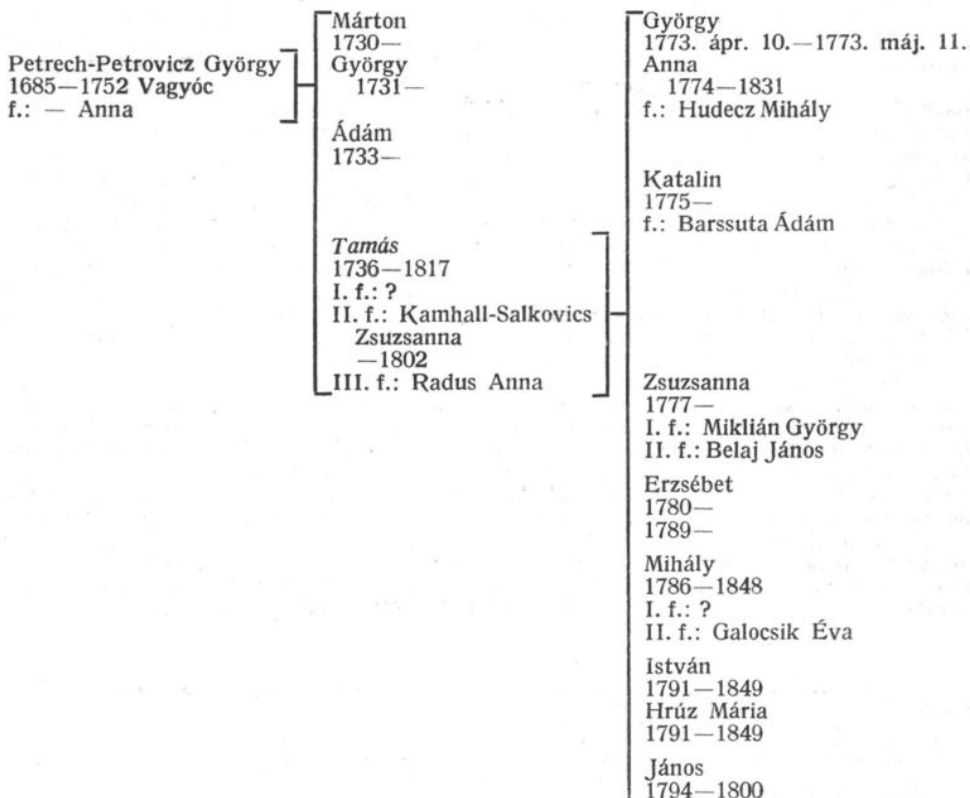 Petrech-Petrovicz György
1685—1752 Vagyóc
f.: — Anna
Márton
1730—
György
1731—
Ádám
1733—
Tamás
1736—1817
I. f.: ?
II. f.: Kamhall-Salkovics
Zsuzsanna
—1802
III. f.: Radus Anna
György
1773. ápr. 10.—1773. máj. 11.
Anna
1774—1831
f.: Hudecz Mihály
Katalin
1775—
f.: Barssuta Ádám
Zsuzsanna
1777—
I. f.: Miklián György
II. f.: Belaj János
Erzsébet
1780—
1789—
Mihály
1786—1848
I. f.: ?
II. f.: Galocsik Éva
István
1791—1849
Hrúz Mária
1791—1849
János
1794—1800